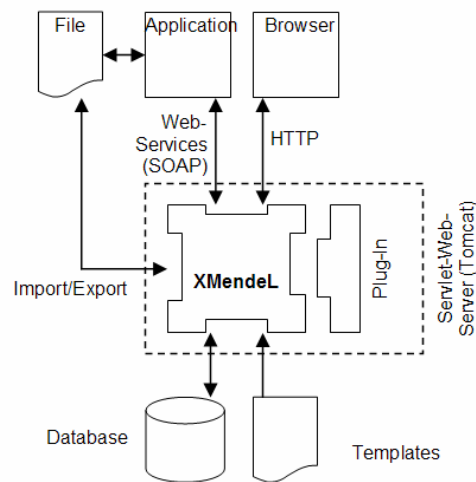 File
Application
Browser
Web-
Services
(SOAP)
HTTP
Import/Export
XMendeL
Plug-In
Servlet-Web-
Server (Tomcat)
Database
Templates